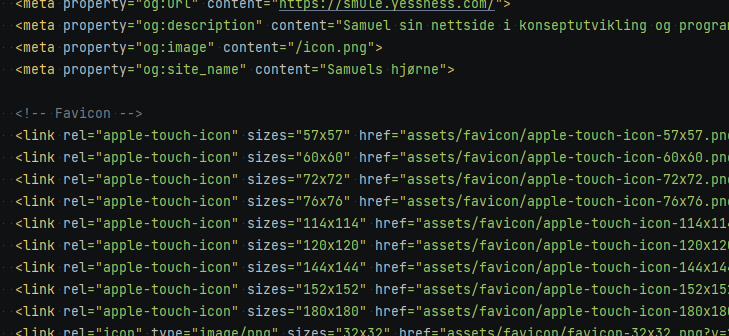 <meta property="og:url" content="https://smule.yessness.com/">
<meta property="og:description" content="Samuel sin nettside i konseptutvikling og progra
<meta property="og:image" content="/icon.png">
<meta property="og:site_name" content="Samuels hjørne">
<!-- Favicon -->
<link rel="apple-touch-icon" sizes="57x57" href="assets/favicon/apple-touch-icon-57x57.pn
<link rel="apple-touch-icon" sizes="60x60" href="assets/favicon/apple-touch-icon-60x60.pn
<link rel="apple-touch-icon" sizes="72x72" href="assets/favicon/apple-touch-icon-72x72.pn
<link rel="apple-touch-icon" sizes="76x76" href="assets/favicon/apple-touch-icon-76x76.pn
<link rel="apple-touch-icon" sizes="114x114" href="assets/favicon/apple-touch-icon-114x114
<link rel="apple-touch-icon" sizes="120x120" href="assets/favicon/apple-touch-icon-120x120
<link rel="apple-touch-icon" sizes="144x144" href="assets/favicon/apple-touch-icon-144x144
<link rel="apple-touch-icon" sizes="152x152" href="assets/favicon/apple-touch-icon-152x152
<link rel="apple-touch-icon" sizes="180x180" href="assets/favicon/apple-touch-icon-180x180
<link rel="icon" type="image/png" sizes="32x32" href="assets/favicon/favicon-32x32.png?v=